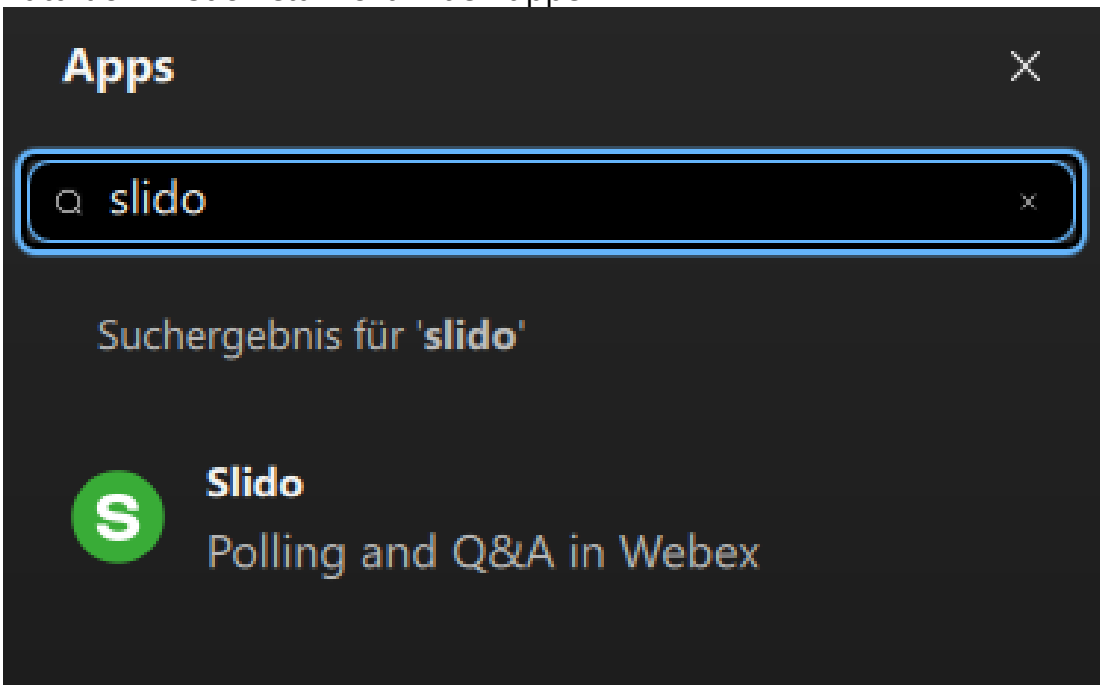 Apps
slido
Suchergebnis für 'slido'
S
Slido
Polling and Q&A in Webex